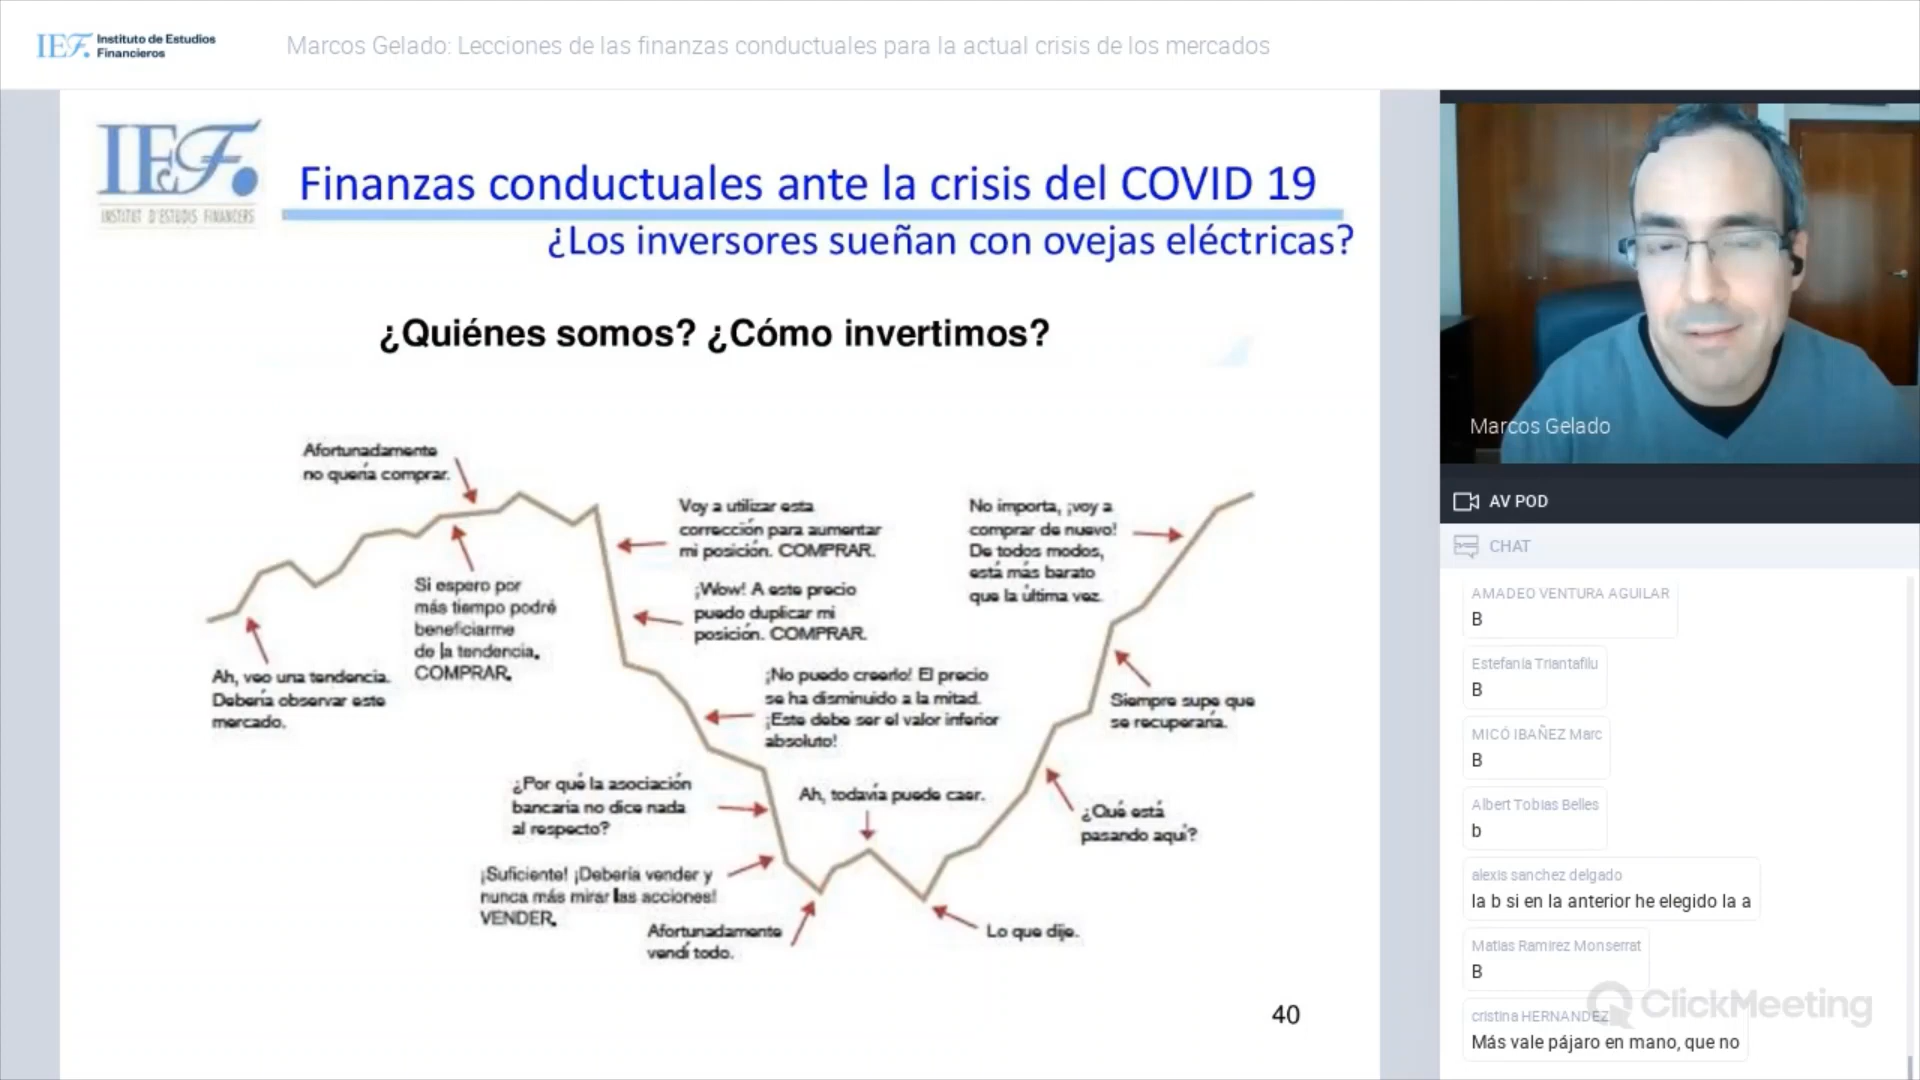 IEF. Instituto de Estudios
Financieros
Marcos Gelado: Lecciones de las finanzas conductuales para la actual crisis de los mercados
IEF.
INSTITUT D'ESTUDIS FINANCERS
Finanzas conductuales ante la crisis del COVID 19
¿Los inversores sueñan con ovejas eléctricas?
¿Quiénes somos? ¿Cómo invertimos?
Afortunadamente
no quería comprar.
Si espero por
más tiempo podré
beneficiarme
de la tendencia.
COMPRAR.
Ah, veo una tendencia.
Debería observar este
mercado.
Voy a utilizar esta
corrección para aumentar
mi posición. COMPRAR.
¡Wow! A este precio
puedo duplicar mi
posición. COMPRAR.
¡No puedo creerlo! El precio
se ha disminuido a la mitad.
¡Este debe ser el valor inferior
absoluto!
¿Por qué la asociación
bancaria no dice nada
al respecto?
¡Suficiente! ¡Debería vender y
nunca más mirar las acciones!
VENDER.
Afortunadamente
vendí todo.
Ah, todavía puede caer.
Lo que dije.
¿Qué está
pasando aquí?
Siempre supe que
se recuperaría.
No importa, ¡voy a
comprar de nuevo!
De todos modos,
está más barato
que la última vez.
40
Marcos Gelado
AV POD
CHAT
AMADEO VENTURA AGUILAR
B
Estefanía Triantafilu
B
MICÓ IBAÑEZ Marc
B
Albert Tobias Belles
b
alexis sanchez delgado
la b si en la anterior he elegido la a
Matias Ramirez Monserrat
B
cristina HERNANDEZ
Más vale pájaro en mano, que no
ClickMeeting